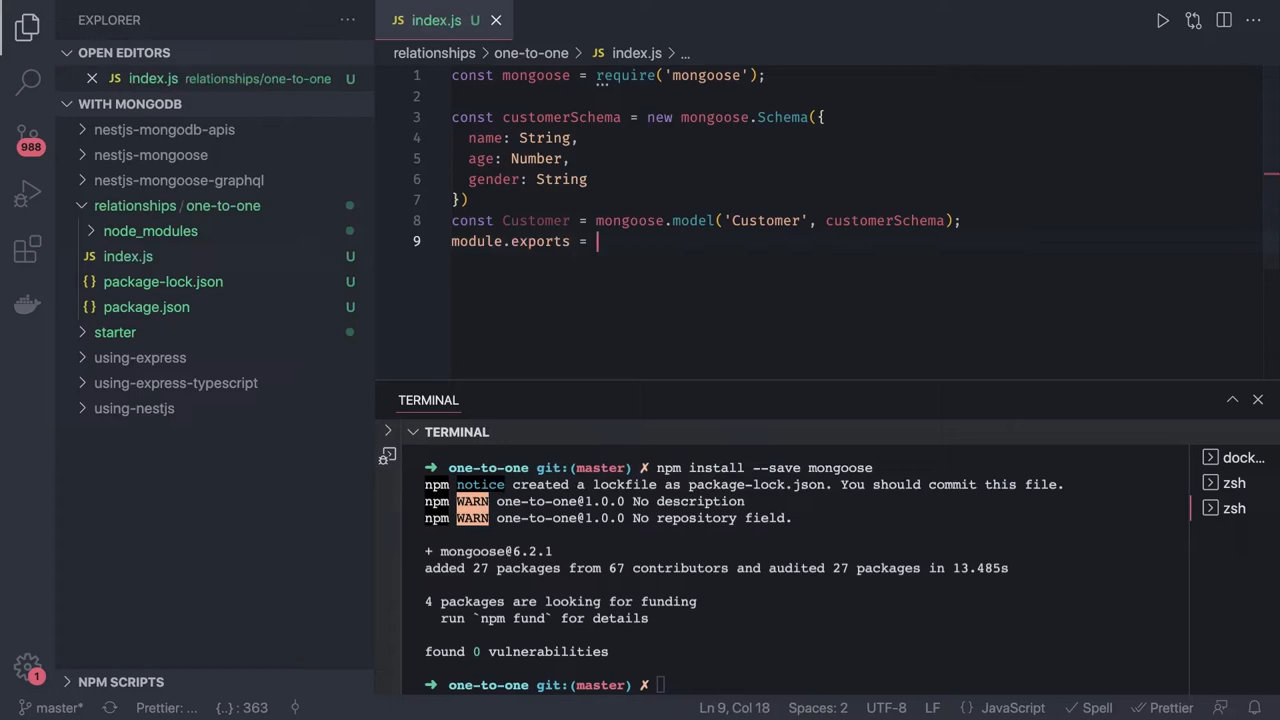 EXPLORER
OPEN EDITORS
JS index.js relationships/one-to-one U
WITH MONGODB
nestjs-mongodb-apis
nestjs-mongoose
nestjs-mongoose-graphql
relationships / one-to-one
node_modules
JS index.js U
{} package-lock.json U
{} package.json U
starter
using-express
using-express-typescript
using-nestjs
NPM SCRIPTS
988
1
JS index.js U
relationships > one-to-one > JS index.js > ...
1 const mongoose = require('mongoose');
2
3 const customerSchema = new mongoose.Schema({
4 name: String,
5 age: Number,
6 gender: String
7 })
8 const Customer = mongoose.model('Customer', customerSchema);
9 module.exports =
TERMINAL
TERMINAL
➜ one-to-one git:(master) ✗ npm install --save mongoose
npm notice created a lockfile as package-lock.json. You should commit this file.
npm WARN one-to-one@1.0.0 No description
npm WARN one-to-one@1.0.0 No repository field.
+ mongoose@6.2.1
added 27 packages from 67 contributors and audited 27 packages in 13.485s
4 packages are looking for funding
run `npm fund` for details
found 0 vulnerabilities
➜ one-to-one git:(master) ✗
dock...
zsh
zsh
master* Prettier: ... {..} : 363 Ln 9, Col 18 Spaces: 2 UTF-8 LF {} JavaScript Spell Prettier